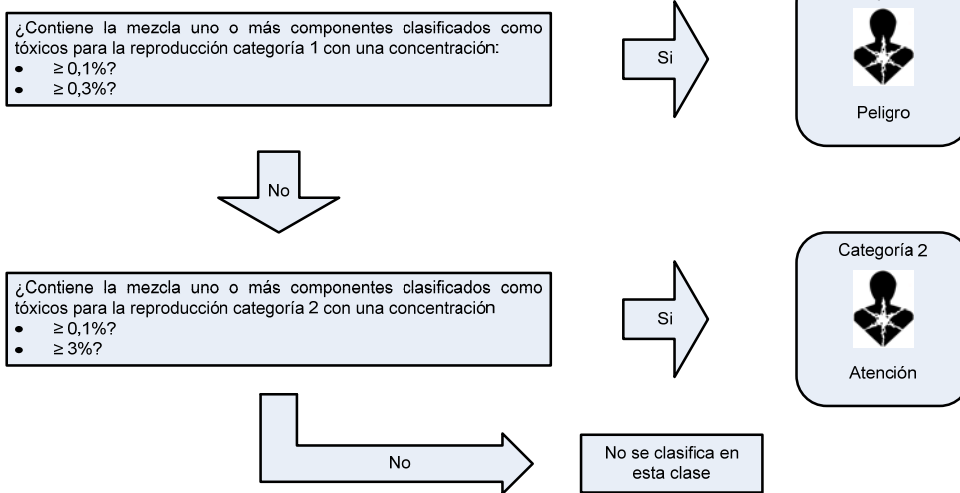 ¿Contiene la mezcla uno o más componentes clasificados como
tóxicos para la reproducción categoría 1 con una concentración:
• ≥ 0,1%?
• ≥ 0,3%?
Si
Peligro
No
¿Contiene la mezcla uno o más componentes clasificados como
tóxicos para la reproducción categoría 2 con una concentración
• ≥ 0,1%?
• ≥ 3%?
Si
Categoría 2
Atención
No
No se clasifica en
esta clase